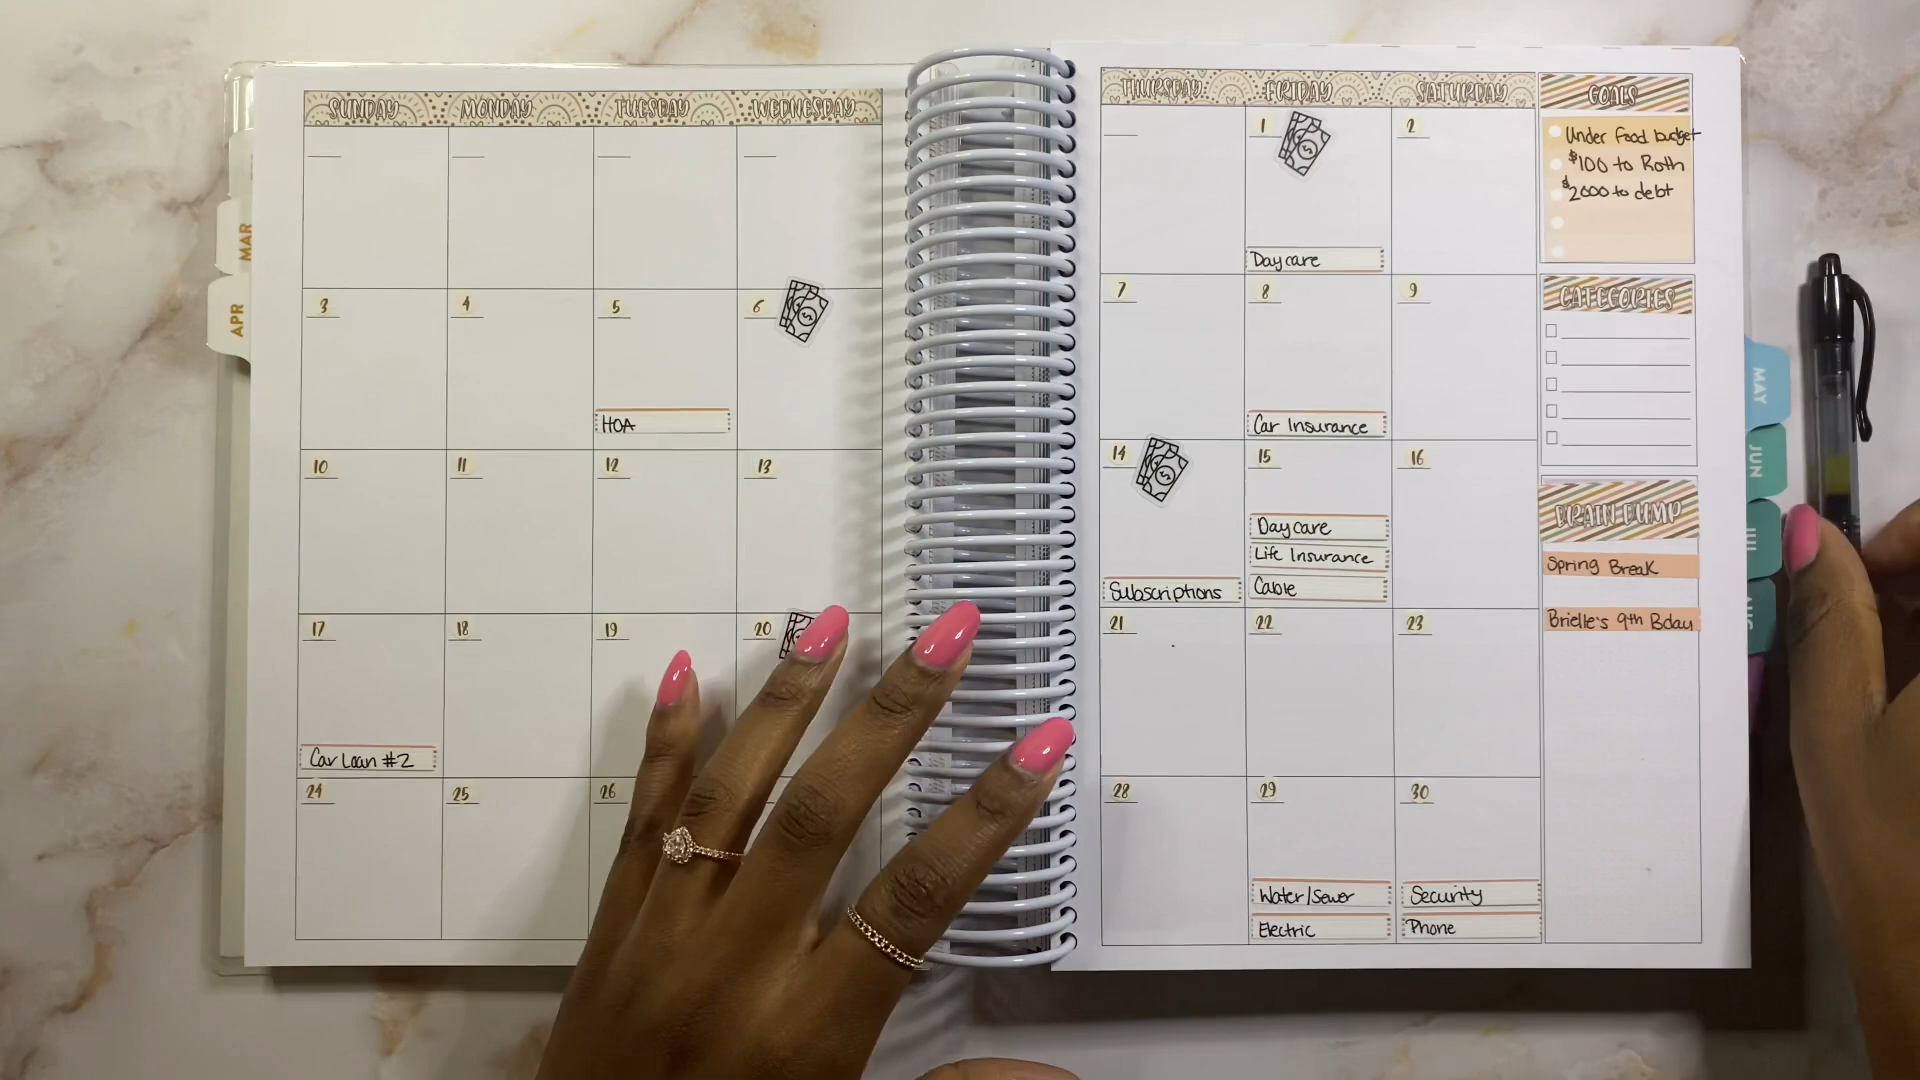 SUNDAY MONDAY TUESDAY WEDNESDAY
THURSDAY FRIDAY SATURDAY
1 2
3 4 5 6
7 8 9
10 11 12 13
14 15 16
17 18 19 20
21 22 23
24 25 26
28 29 30
Daycare
HOA
Car Insurance
Subscriptions
Daycare
Life Insurance
Cable
Car Loan #2
Water/Sewer
Electric
Security
Phone
GOALS
Under food budget
$100 to Roth
$2000 to debt
CATEGORIES
BRAIN DUMP
Spring Break
Brielle's 9th Bday
MAR
APR
MAY
JUN